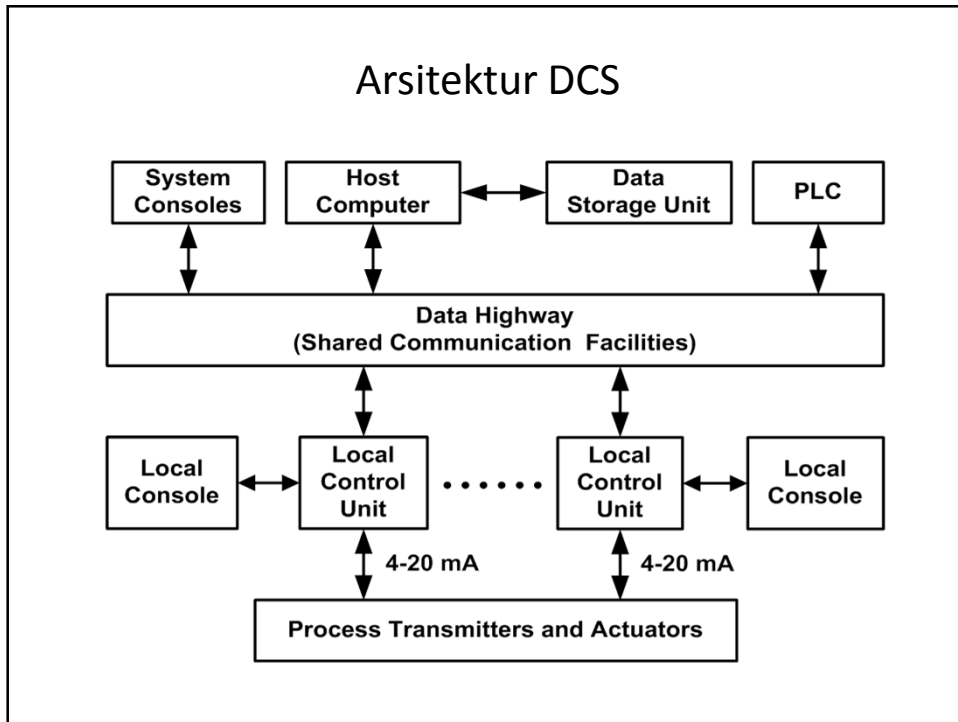 Arsitektur DCS
System
Consoles
Host
Computer
Data
Storage Unit
PLC
Data Highway
(Shared Communication Facilities)
Local
Console
Local
Control
Unit
Local
Control
Unit
Local
Console
4-20 mA
4-20 mA
Process Transmitters and Actuators